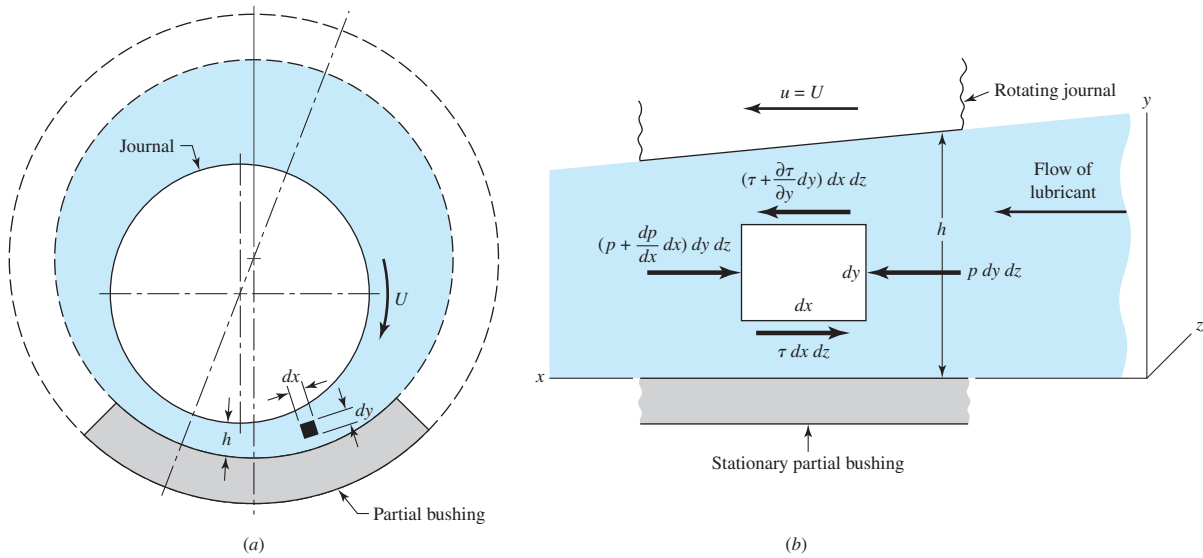 Journal
U
dx
dy
h
Partial bushing
(a)
u = U
Rotating journal
y
(τ + ∂τ/∂y dy) dx dz
Flow of
lubricant
(p + dp/dx dx) dy dz
h
dy
p dy dz
dx
τ dx dz
z
x
Stationary partial bushing
(b)